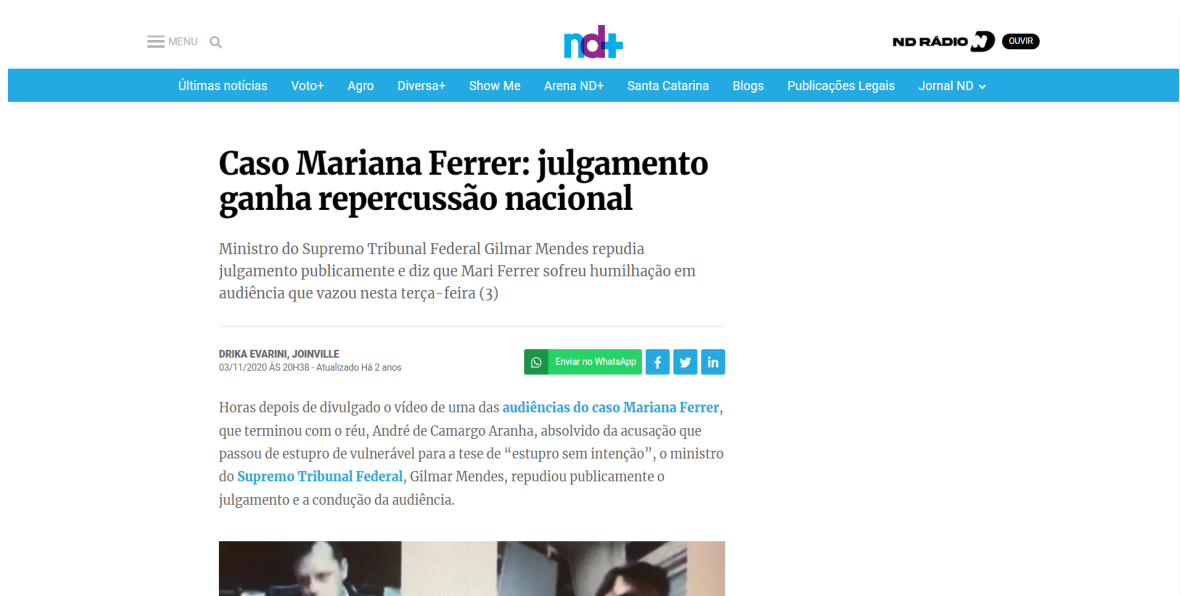 MENU
nd+
ND RÁDIO OUVIR
Últimas notícias Voto+ Agro Diversa+ Show Me Arena ND+ Santa Catarina Blogs Publicações Legais Jornal ND
Caso Mariana Ferrer: julgamento
ganha repercussão nacional
Ministro do Supremo Tribunal Federal Gilmar Mendes repudia
julgamento publicamente e diz que Mari Ferrer sofreu humilhação em
audiência que vazou nesta terça-feira (3)
DRIKA EVARINI, JOINVILLE
03/11/2020 ÀS 20H38 - Atualizado Há 2 anos
Enviar no WhatsApp
Horas depois de divulgado o vídeo de uma das audiências do caso Mariana Ferrer,
que terminou com o réu, André de Camargo Aranha, absolvido da acusação que
passou de estupro de vulnerável para a tese de “estupro sem intenção”, o ministro
do Supremo Tribunal Federal, Gilmar Mendes, repudiou publicamente o
julgamento e a condução da audiência.